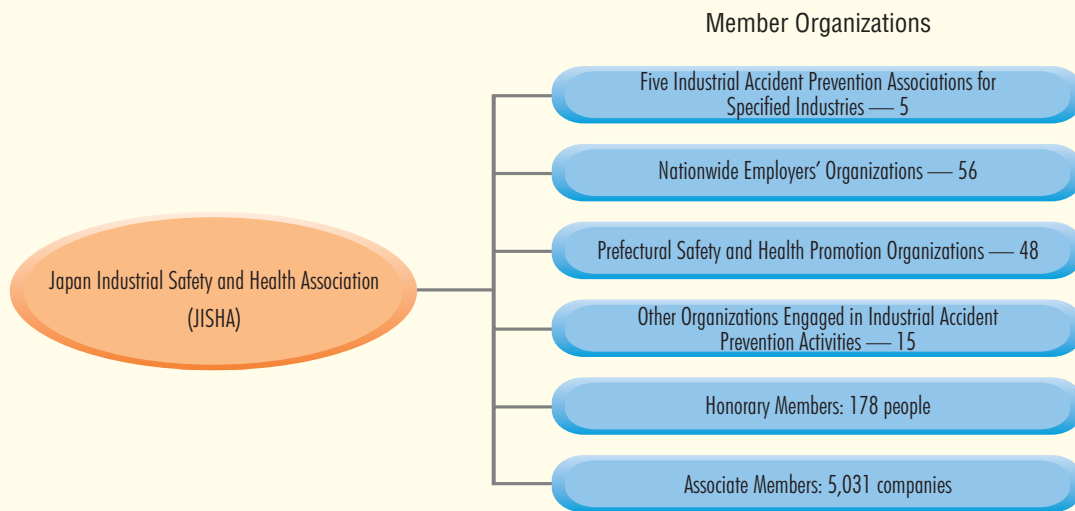 Member Organizations
Five Industrial Accident Prevention Associations for
Specified Industries — 5
Nationwide Employers’ Organizations — 56
Prefectural Safety and Health Promotion Organizations — 48
Japan Industrial Safety and Health Association
(JISHA)
Other Organizations Engaged in Industrial Accident
Prevention Activities — 15
Honorary Members: 178 people
Associate Members: 5,031 companies